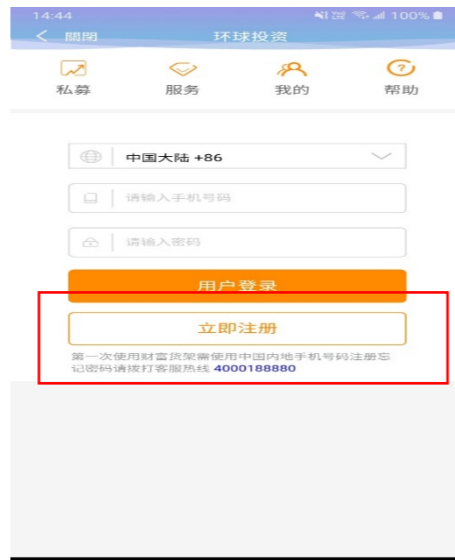 14:44 100%
關閉 环球投资
私募 服务 我的 帮助
中国大陆 +86
请输入手机号码
请输入密码
用户登录
立即注册
第一次使用财富货架需使用中国内地手机号码注册忘
记密码请拨打客服热线 4000188880